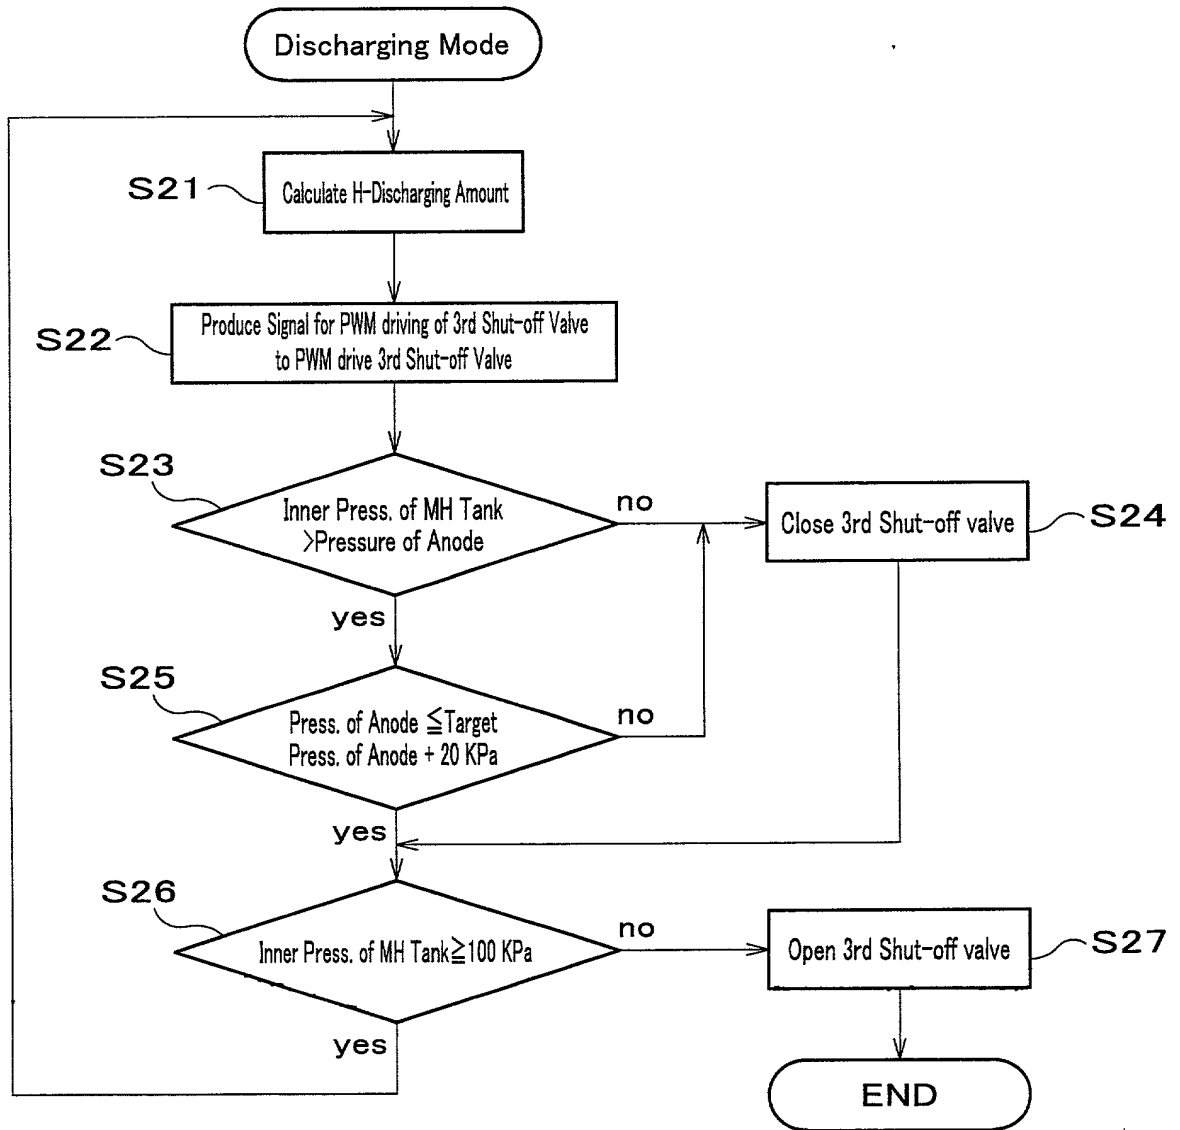 Discharging Mode
S21
Calculate H-Discharging Amount
S22
Produce Signal for PWM driving of 3rd Shut-off Valve
to PWM drive 3rd Shut-off Valve
S23
Inner Press. of MH Tank
>Pressure of Anode
no
yes
Close 3rd Shut-off valve
S24
S25
Press. of Anode ≦Target
Press. of Anode + 20 KPa
no
yes
S26
Inner Press. of MH Tank≧100 KPa
no
yes
Open 3rd Shut-off valve
S27
END